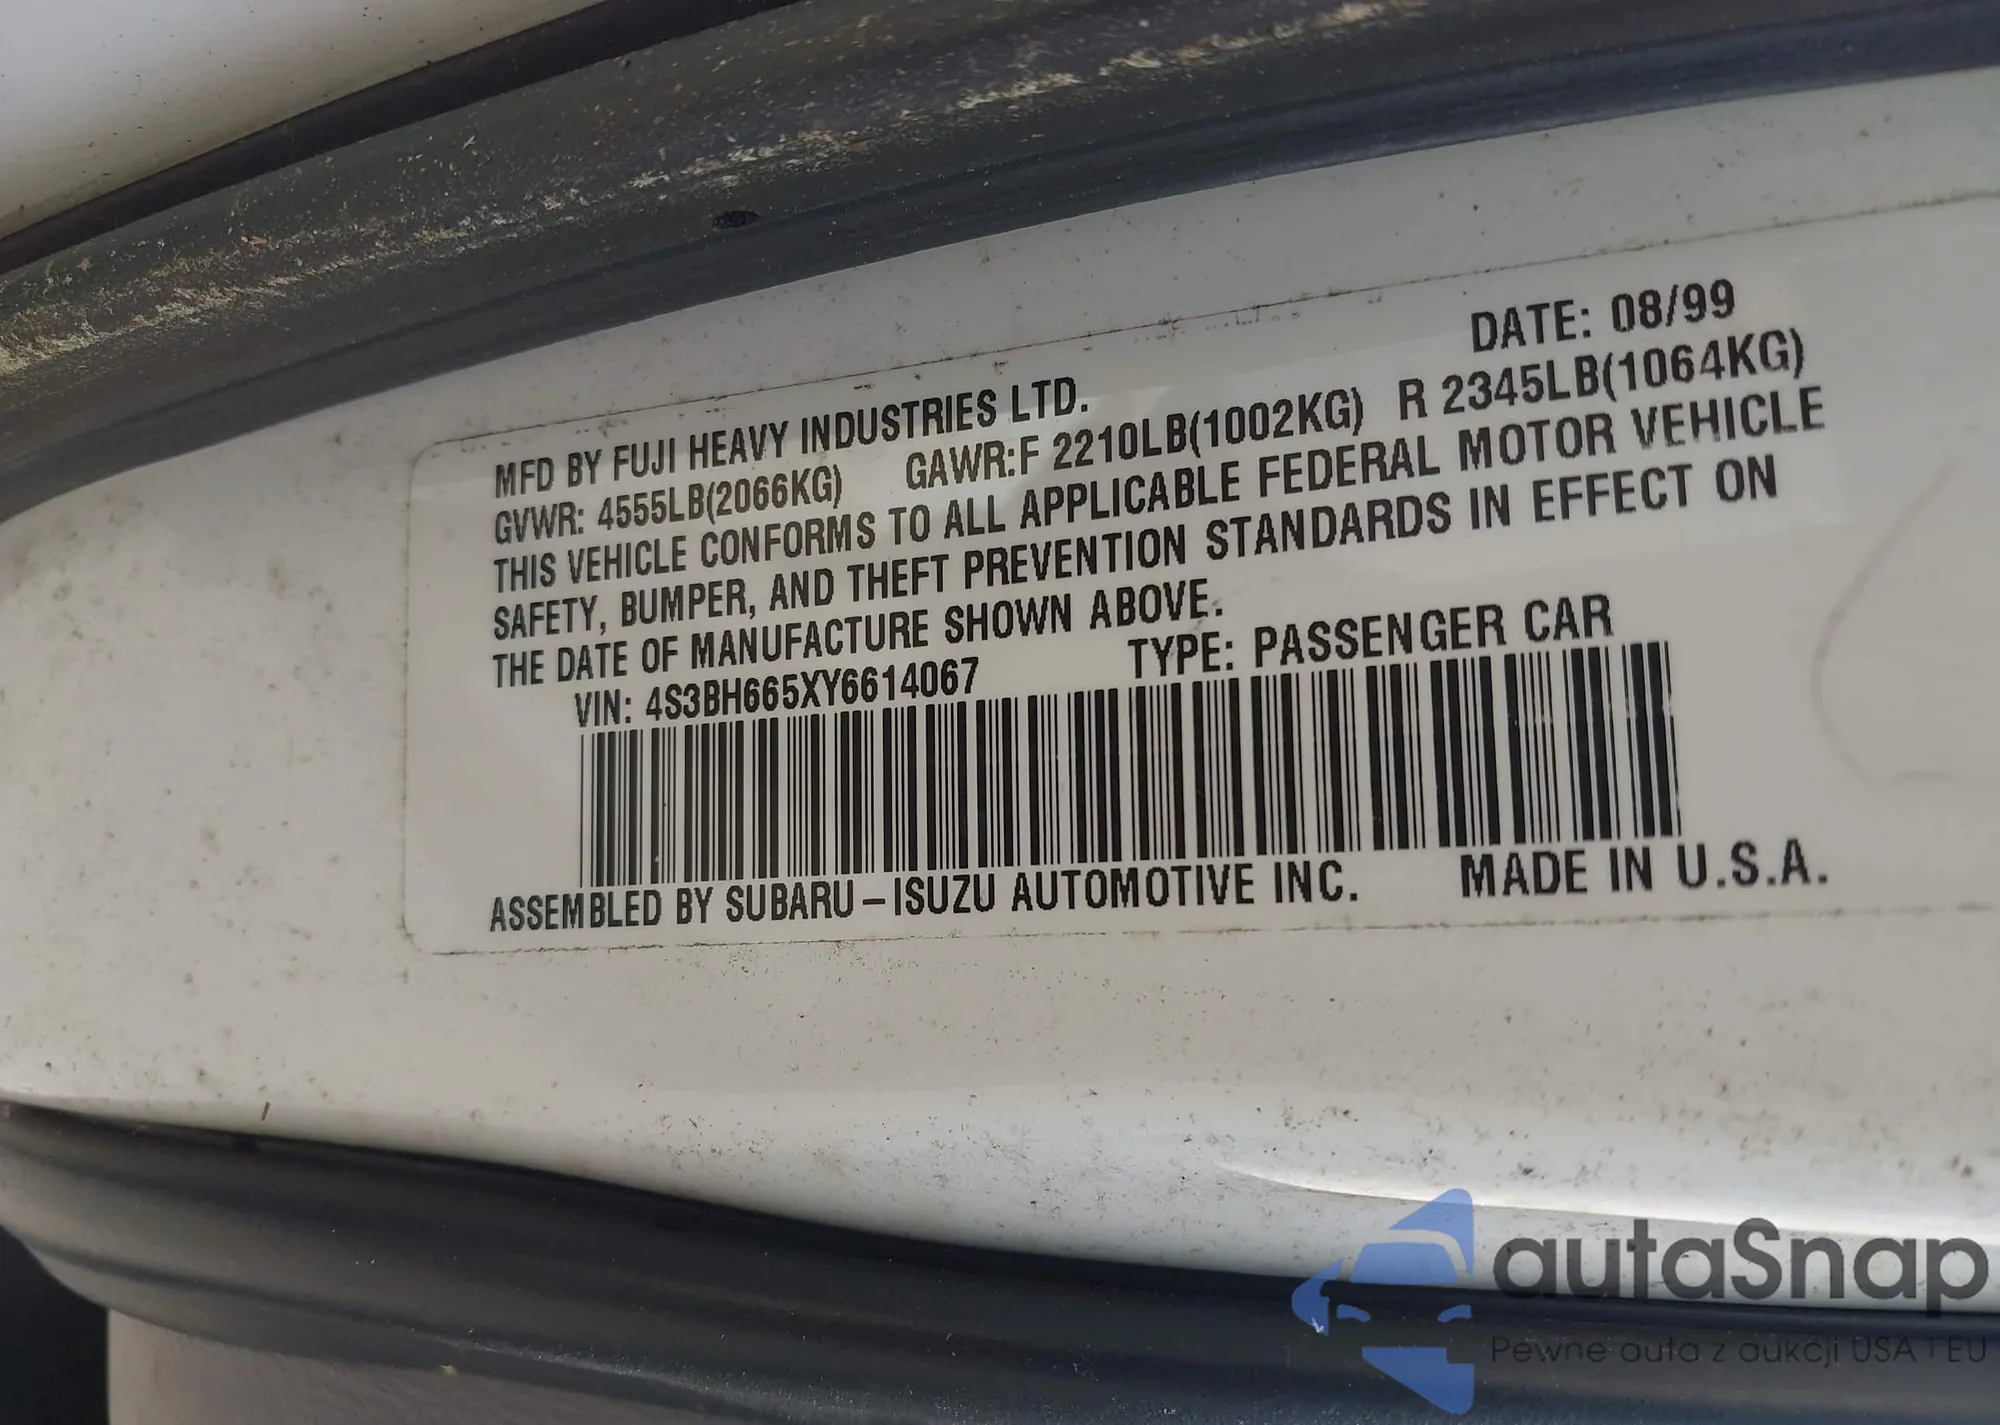 DATE: 08/99
MFD BY FUJI HEAVY INDUSTRIES LTD.
GVWR: 4555LB(2066KG) GAWR:F 2210LB(1002KG) R 2345LB(1064KG)
THIS VEHICLE CONFORMS TO ALL APPLICABLE FEDERAL MOTOR VEHICLE
SAFETY, BUMPER, AND THEFT PREVENTION STANDARDS IN EFFECT ON
THE DATE OF MANUFACTURE SHOWN ABOVE.
VIN: 4S3BH665XY6614067 TYPE: PASSENGER CAR
ASSEMBLED BY SUBARU-ISUZU AUTOMOTIVE INC. MADE IN U.S.A.
autaSnap
Pewne auta z aukcji USA i EU